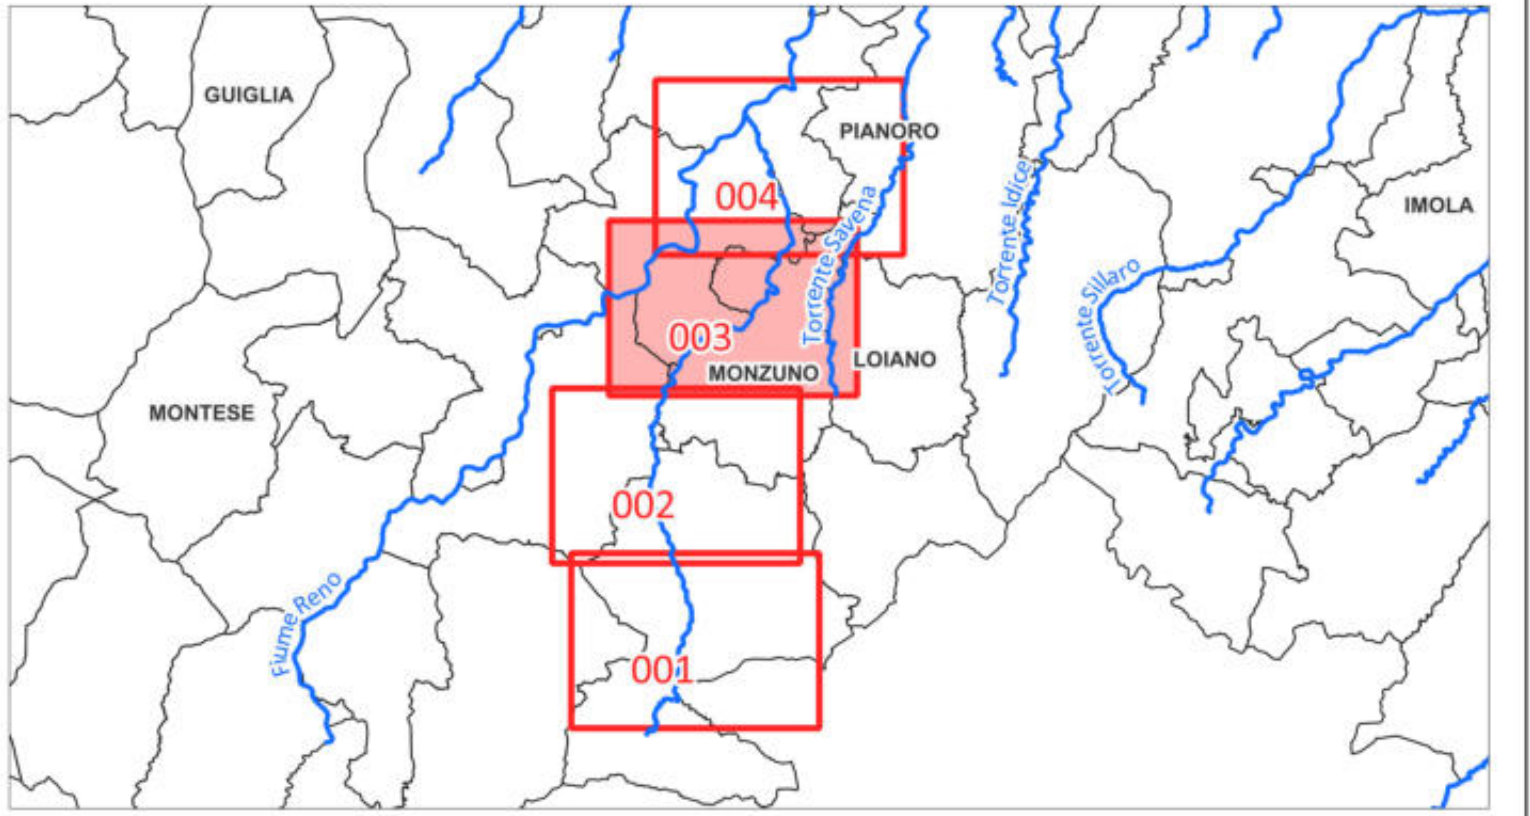 GUIGLIA
PIANORO
004
IMOLA
Torrente Savena
Torrente Idice
Torrente Sillaro
003
MONZUNO
LOIANO
MONTESE
002
Fiume Reno
001